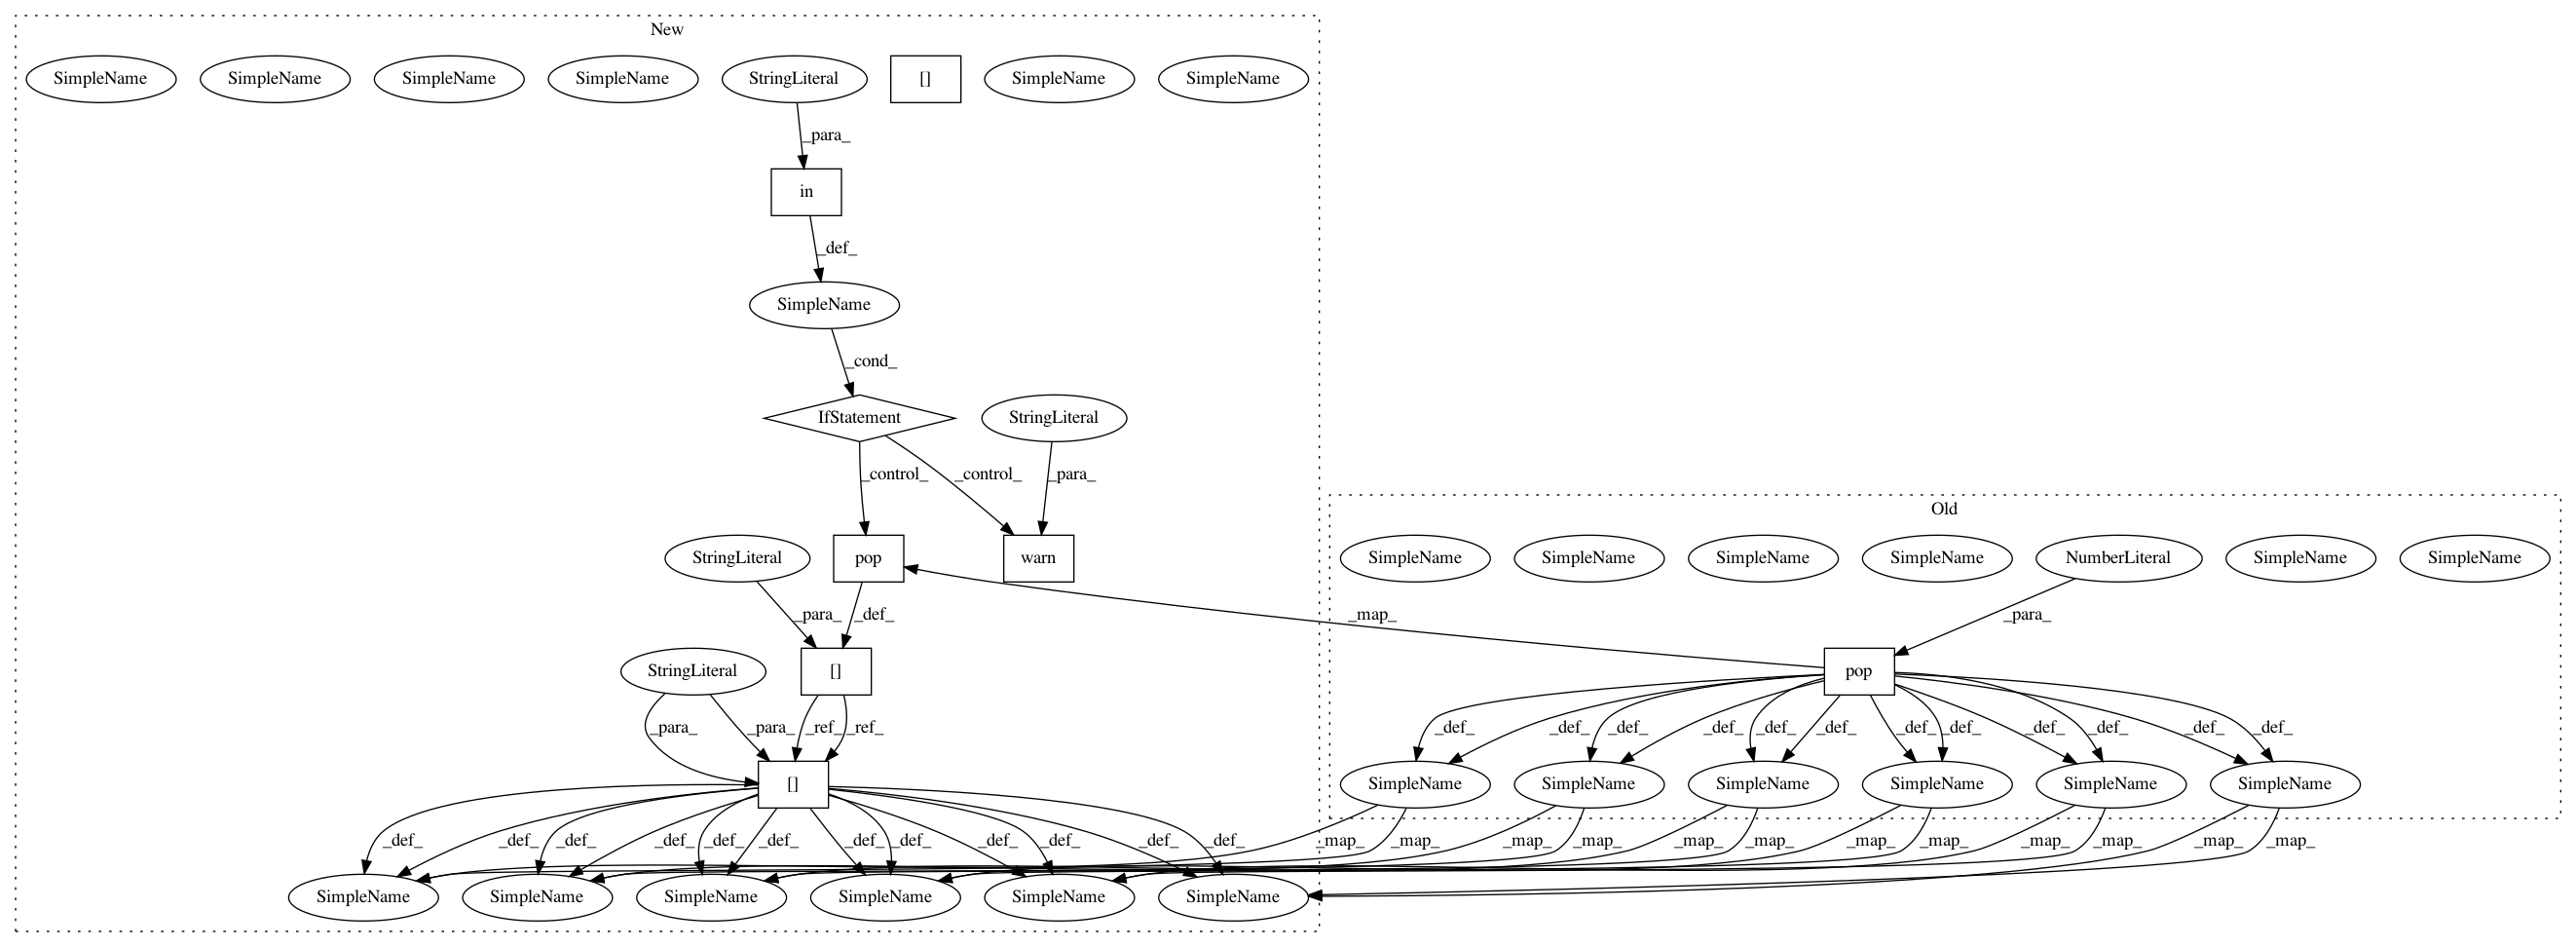 New
SimpleName SimpleName SimpleName SimpleName StringLiteral [] SimpleName SimpleName
_para_
in
_def_
SimpleName
_cond_
IfStatement StringLiteral
_control_ _control_ _para_
Old
StringLiteral pop warn SimpleName SimpleName SimpleName SimpleName NumberLiteral SimpleName SimpleName
_para_ _def_ _map_ _para_
StringLiteral [] pop
_para_ _para_ _ref_ _ref_ _def_ _def_ _def_ _def_ _def_ _def_ _def_ _def_ _def_ _def_ _def_ _def_
[] SimpleName SimpleName SimpleName SimpleName SimpleName SimpleName
_def_ _def_ _def_ _def_ _def_ _def_ _def_ _def_ _def_ _def_ _def_ _def_ _map_ _map_ _map_ _map_ _map_ _map_ _map_ _map_ _map_ _map_ _map_ _map_
SimpleName SimpleName SimpleName SimpleName SimpleName SimpleName